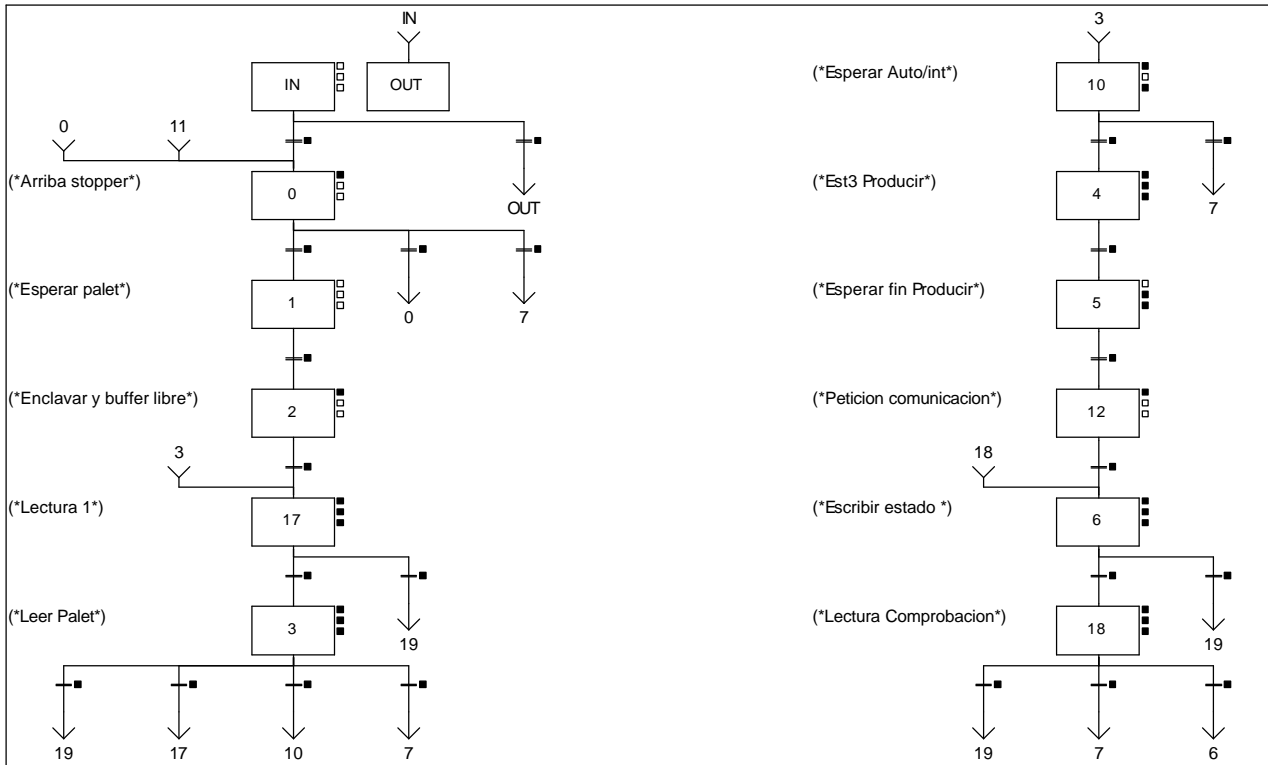 IN
IN
OUT
0
11
(*Arriba stopper*)
0
OUT
(*Esperar palet*)
1
0
7
(*Enclavar y buffer libre*)
2
3
(*Lectura 1*)
17
(*Leer Palet*)
3
19
19
17
10
7
3
(*Esperar Auto/int*)
10
(*Est3 Producir*)
4
7
(*Esperar fin Producir*)
5
(*Peticion comunicacion*)
12
18
(*Escribir estado *)
6
(*Lectura Comprobacion*)
18
19
19
7
6